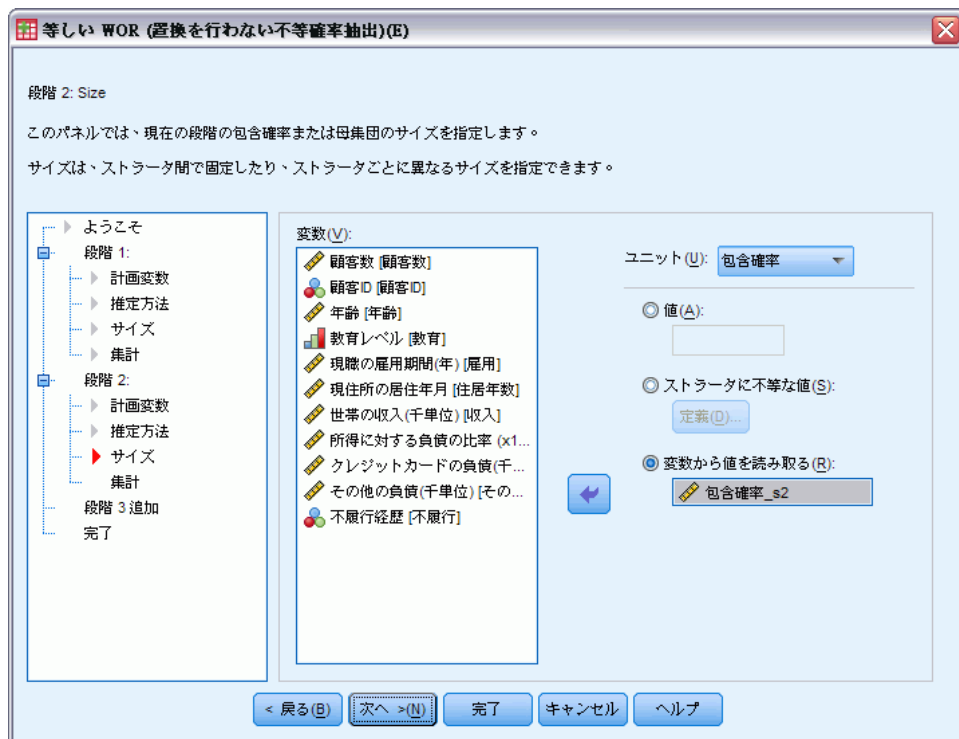 等しい WOR (置換を行わない不等確率抽出)(E)
段階 2: Size
このパネルでは、現在の段階の包含確率または母集団のサイズを指定します。
サイズは、ストラータ間で固定したり、ストラータごとに異なるサイズを指定できます。
ようこそ
段階 1:
計画変数
推定方法
サイズ
集計
段階 2:
計画変数
推定方法
サイズ
集計
段階 3 追加
完了
変数(V):
顧客数 [顧客数]
顧客ID [顧客ID]
年齢 [年齢]
教育レベル [教育]
現職の雇用期間(年) [雇用]
現住所の居住年月 [住居年数]
世帯の収入(千単位) [収入]
所得に対する負債の比率 (x1...
クレジットカードの負債(千...
その他の負債(千単位) [その...
不履行経歴 [不履行]
ユニット(U): 包含確率
値(A):
ストラータに不等な値(S):
定義(D)...
変数から値を読み取る(R):
包含確率_s2
< 戻る(B) 次へ >(N) 完了 キャンセル ヘルプ